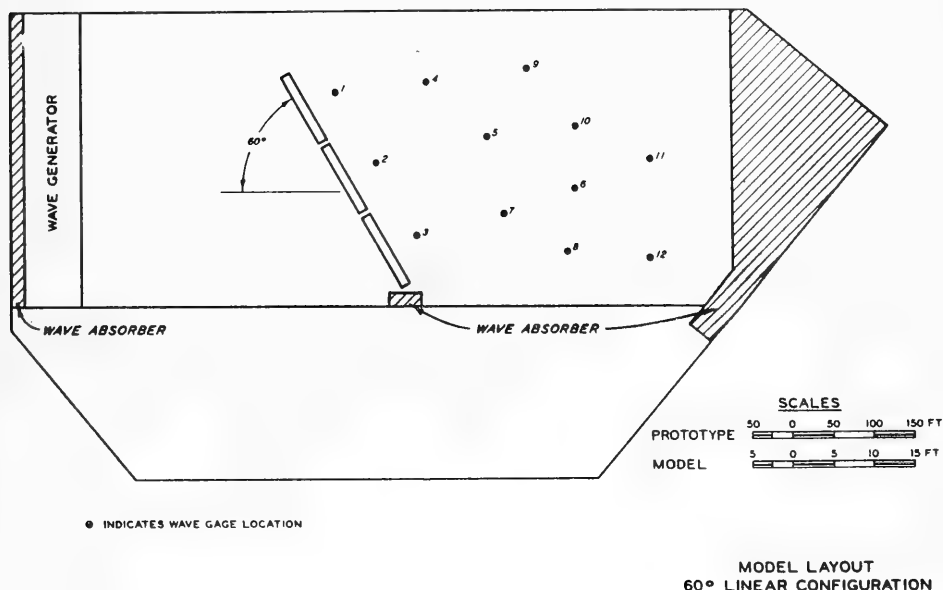 WAVE GENERATOR
60°
1
4
9
10
5
2
11
6
7
3
8
12
WAVE ABSORBER
WAVE ABSORBER
SCALES
PROTOTYPE 50 0 50 100 150 FT
MODEL 5 0 5 10 15 FT
● INDICATES WAVE GAGE LOCATION
MODEL LAYOUT
60° LINEAR CONFIGURATION